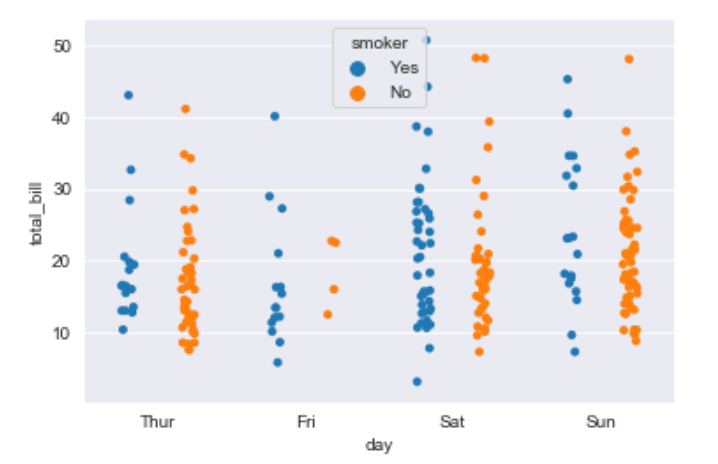 smoker
Yes
No
50
40
30
20
10
total_bill
Thur
Fri
Sat
Sun
day